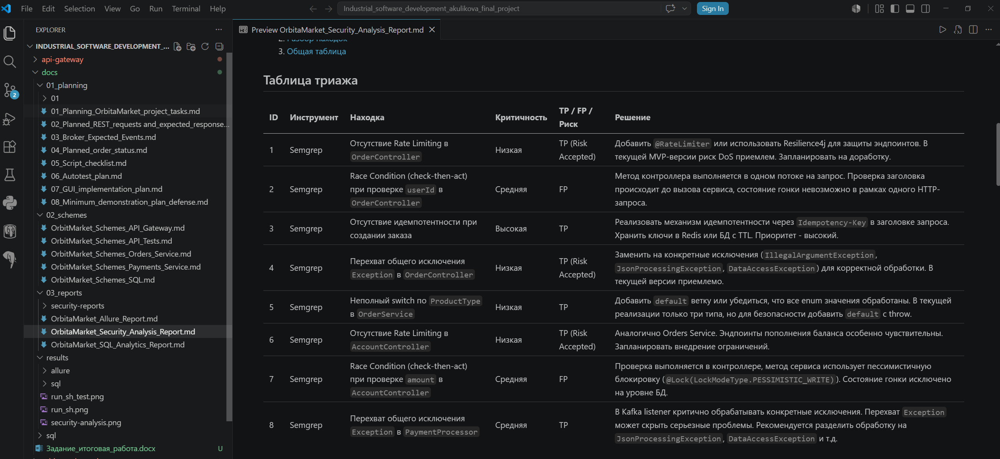 File Edit Selection View Go Run Terminal Help
Industrial_software_development_akulikova_final_project
Sign In
EXPLORER
INDUSTRIAL_SOFTWARE_DEVELOPMENT_...
api-gateway
docs
01_planning
01
01_Planning_OrbitaMarket_project_tasks.md
02_Planned_REST_requests and_expected_response...
03_Broker_Expected_Events.md
04_Planned_order_status.md
05_Script_checklist.md
06_Autotest_plan.md
07_GUI_implementation_plan.md
08_Minimum_demonstration_plan_defense.md
02_schemes
OrbitMarket_Schemes_API_Gateway.md
OrbitMarket_Schemes_API_Tests.md
OrbitMarket_Schemes_Orders_Service.md
OrbitMarket_Schemes_Payments_Service.md
OrbitMarket_Schemes_SQL.md
03_reports
security-reports
OrbitaMarket_Allure_Report.md
OrbitaMarket_Security_Analysis_Report.md
OrbitaMarket_SQL_Analytics_Report.md
results
allure
sql
run_sh_test.png
run_sh.png
security-analysis.png
sql
Задание_итоговая_работа.docx U
2
Preview OrbitaMarket_Security_Analysis_Report.md
2. Разбор находок
3. Общая таблица
Таблица триажа
ID Инструмент Находка Критичность TP / FP / Риск Решение
1 Semgrep Отсутствие Rate Limiting в OrderController Низкая TP (Risk Accepted) Добавить @RateLimiter или использовать Resilience4j для защиты эндпоинтов. В текущей MVP-версии риск DoS приемлем. Запланировать на доработку.
2 Semgrep Race Condition (check-then-act) при проверке userId в OrderController Средняя FP Метод контроллера выполняется в одном потоке на запрос. Проверка заголовка происходит до вызова сервиса, состояние гонки невозможно в рамках одного HTTP-запроса.
3 Semgrep Отсутствие идемпотентности при создании заказа Высокая TP Реализовать механизм идемпотентности через Idempotency-Key в заголовке запроса. Хранить ключи в Redis или БД с TTL. Приоритет - высокий.
4 Semgrep Перехват общего исключения Exception в OrderController Низкая TP (Risk Accepted) Заменить на конкретные исключения (IllegalArgumentException, JsonProcessingException, DataAccessException) для корректной обработки. В текущей версии приемлемо.
5 Semgrep Неполный switch по ProductType в OrderService Низкая TP Добавить default ветку или убедиться, что все enum значения обработаны. В текущей реализации только три типа, но для безопасности добавить default с throw.
6 Semgrep Отсутствие Rate Limiting в AccountController Низкая TP (Risk Accepted) Аналогично Orders Service. Эндпоинты пополнения баланса особенно чувствительны. Запланировать внедрение ограничений.
7 Semgrep Race Condition (check-then-act) при проверке amount в AccountController Средняя FP Проверка выполняется в контроллере, метод сервиса использует пессимистичную блокировку (@Lock(LockModeType.PESSIMISTIC_WRITE)). Состояние гонки исключено на уровне БД.
8 Semgrep Перехват общего исключения Exception в PaymentProcessor Средняя TP В Kafka listener критично обрабатывать конкретные исключения. Перехват Exception может скрыть серьезные проблемы. Рекомендуется разделить обработку на JsonProcessingException, DataAccessException и т.д.